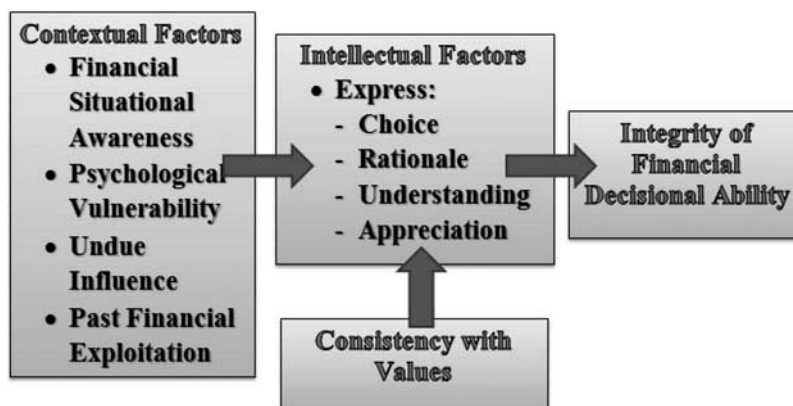 Contextual Factors
• Financial
Situational
Awareness
• Psychological
Vulnerability
• Undue
Influence
• Past Financial
Exploitation
Intellectual Factors
• Express:
- Choice
- Rationale
- Understanding
- Appreciation
Consistency with
Values
Integrity of
Financial
Decisional Ability